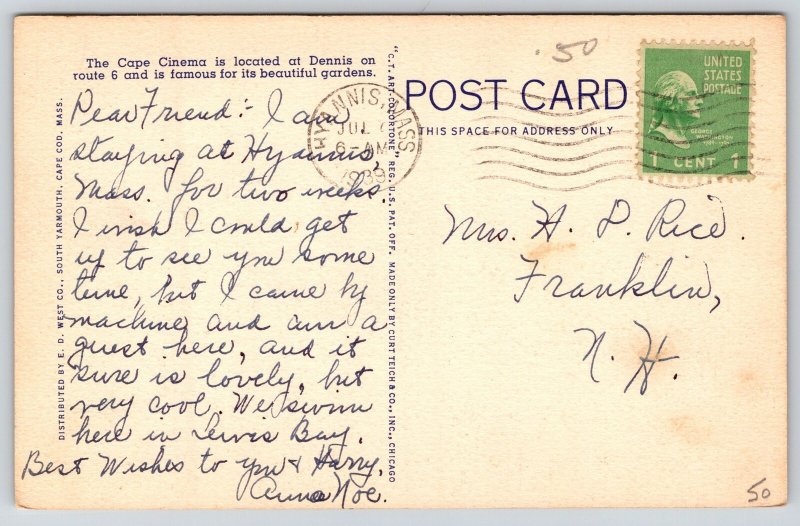 The Cape Cinema is located at Dennis on
route 6 and is famous for its beautiful gardens.
Dear Friend:- I am
staying at Hyannis,
Mass. for two weeks.
I wish I could get
up to see you some
time, but I came by
machine and am a
guest here, and it
sure is lovely, but
very cool. We swim
here in Lewis Bay.
Best Wishes to you & Harry,
Anna Noe.
DISTRIBUTED BY E. D. WEST CO., SOUTH YARMOUTH, CAPE COD, MASS.
"C.T. ART-COLORTONE" REG. U.S. PAT. OFF. MADE ONLY BY CURT TEICH & CO., INC., CHICAGO
HYANNIS, MASS
JUL
6-AM
1939
50
POST CARD
THIS SPACE FOR ADDRESS ONLY
UNITED
STATES
POSTAGE
GEORGE
WASHINGTON
1 CENT 1
Mrs. H. P. Rice.
Franklin,
N. H.
50